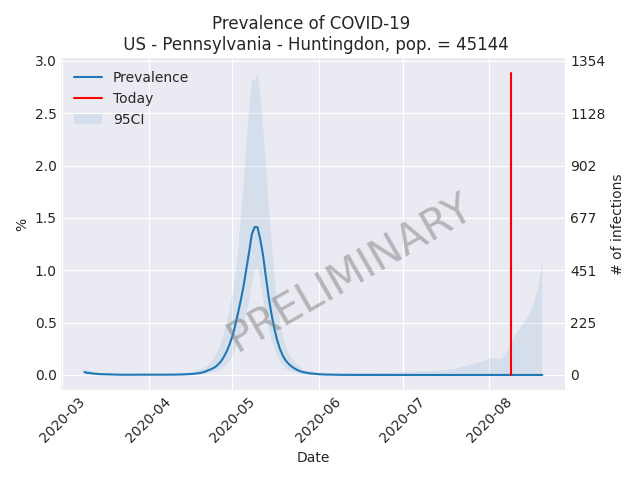 Prevalence of COVID-19
US - Pennsylvania - Huntingdon, pop. = 45144
Prevalence
Today
95CI
3.0
2.5
2.0
1.5
1.0
0.5
0.0
%
1354
1128
902
677
451
225
0
# of infections
PRELIMINARY
2020-03
2020-04
2020-05
2020-06
2020-07
2020-08
Date